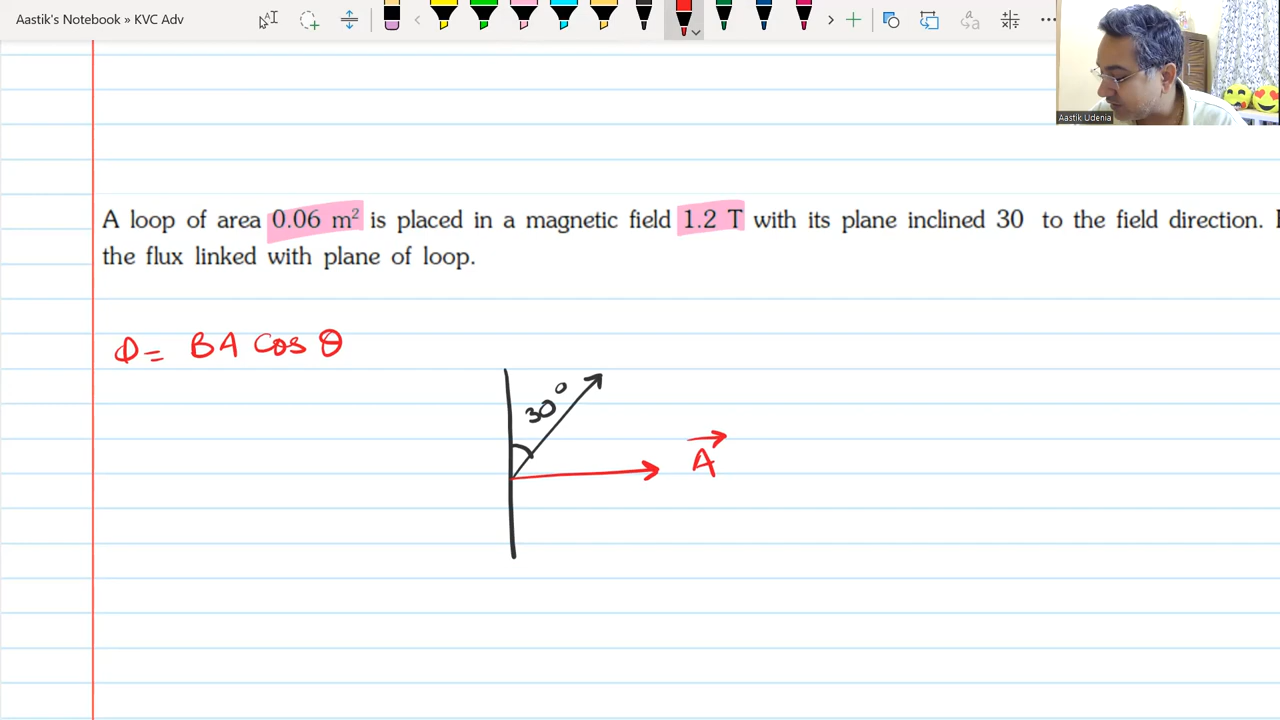 Aastik's Notebook » KVC Adv
Aastik Udenia
A loop of area 0.06 m² is placed in a magnetic field 1.2 T with its plane inclined 30 to the field direction.
the flux linked with plane of loop.
Φ = BA Cos θ
30°
A